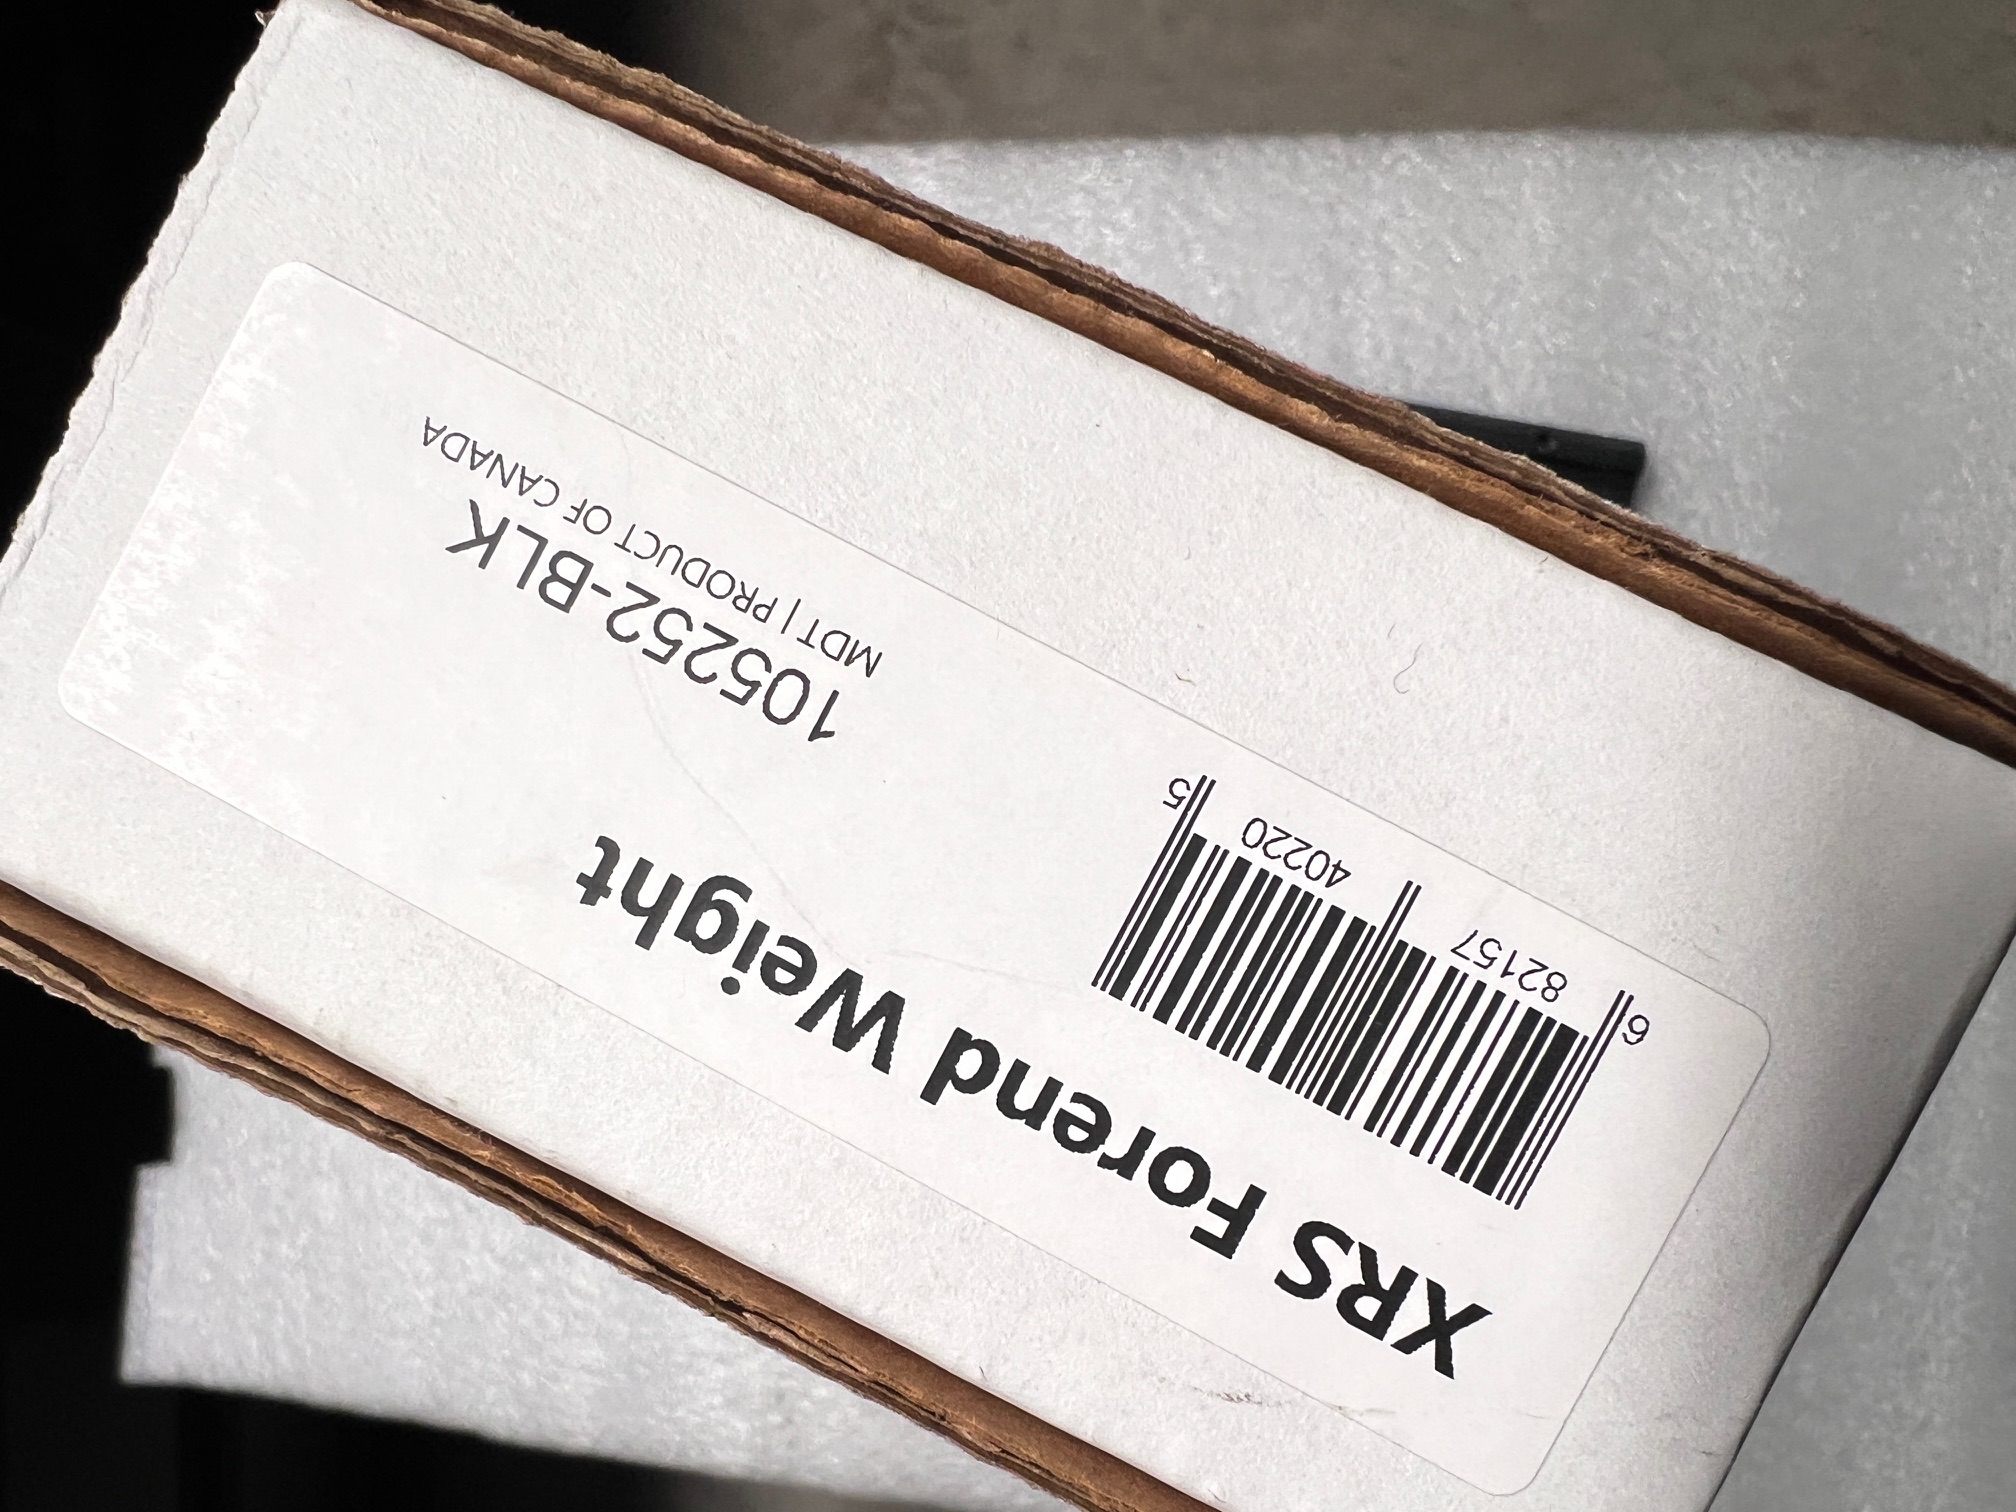 XRS Forend Weight
6 82157 40220 5
105252-BLK
MDT | PRODUCT OF CANADA